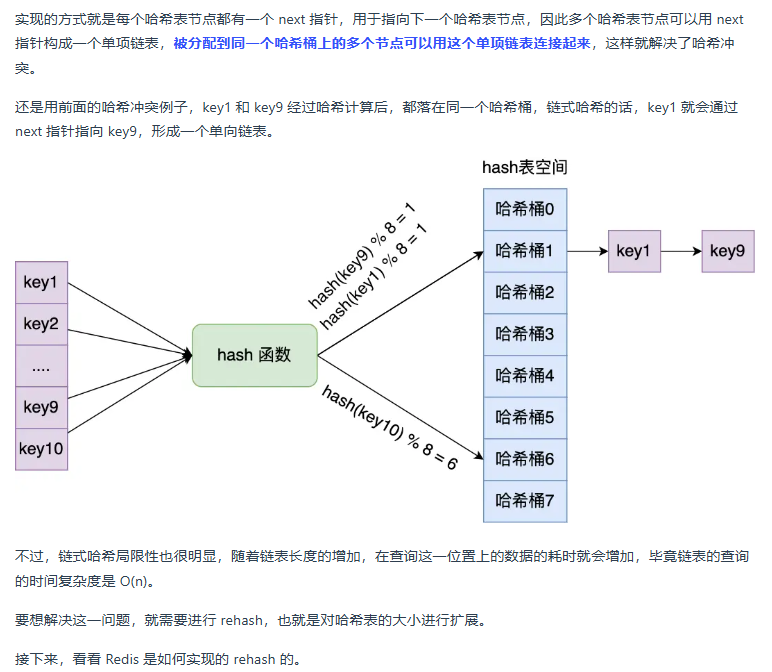 实现的方式就是每个哈希表节点都有一个 next 指针，用于指向下一个哈希表节点，因此多个哈希表节点可以用 next
指针构成一个单项链表，被分配到同一个哈希桶上的多个节点可以用这个单项链表连接起来，这样就解决了哈希冲
突。
还是用前面的哈希冲突例子，key1 和 key9 经过哈希计算后，都落在同一个哈希桶，链式哈希的话，key1 就会通过
next 指针指向 key9，形成一个单向链表。
hash表空间
哈希桶0
哈希桶1
key1
key9
哈希桶2
哈希桶3
哈希桶4
哈希桶5
哈希桶6
哈希桶7
hash(key9) % 8 = 1
hash(key1) % 8 = 1
key1
key2
....
key9
key10
hash 函数
hash(key10) % 8 = 6
不过，链式哈希局限性也很明显，随着链表长度的增加，在查询这一位置上的数据的耗时就会增加，毕竟链表的查询
的时间复杂度是 O(n)。
要想解决这一问题，就需要进行 rehash，也就是对哈希表的大小进行扩展。
接下来，看看 Redis 是如何实现的 rehash 的。